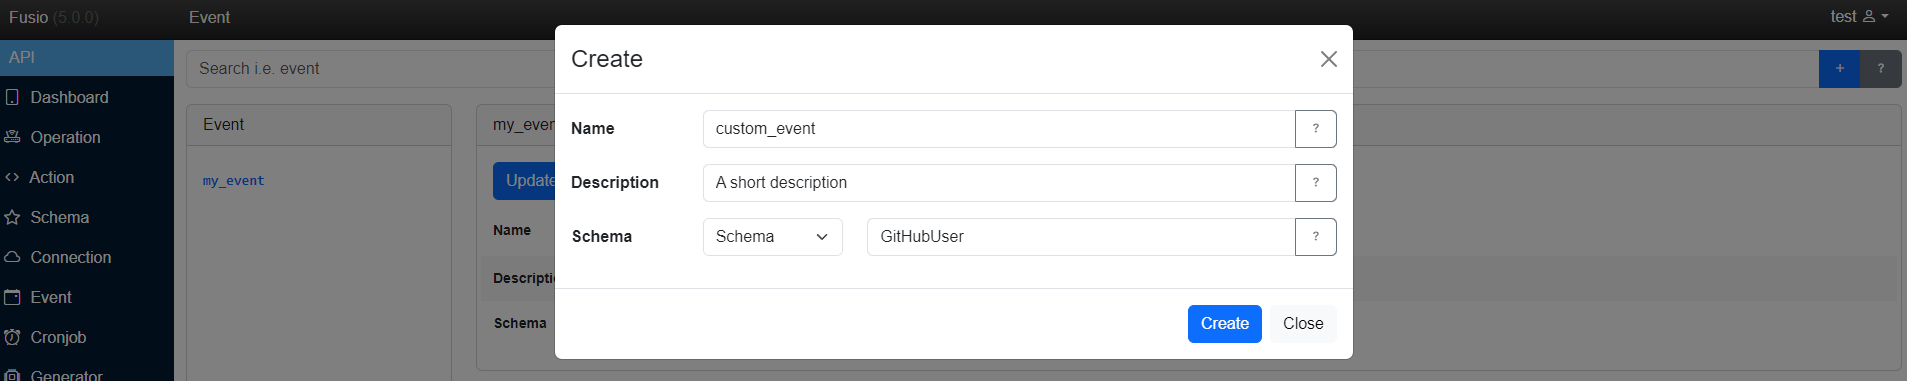 Fusio (5.0.0)
Event
test
API
Dashboard
Operation
Action
Schema
Connection
Event
Cronjob
Generator
Search i.e. event
+
?
Event
my_event
my_even
Update
Name
Descripti
Schema
Create
Name
custom_event
?
Description
A short description
?
Schema
Schema
GitHubUser
?
Create
Close